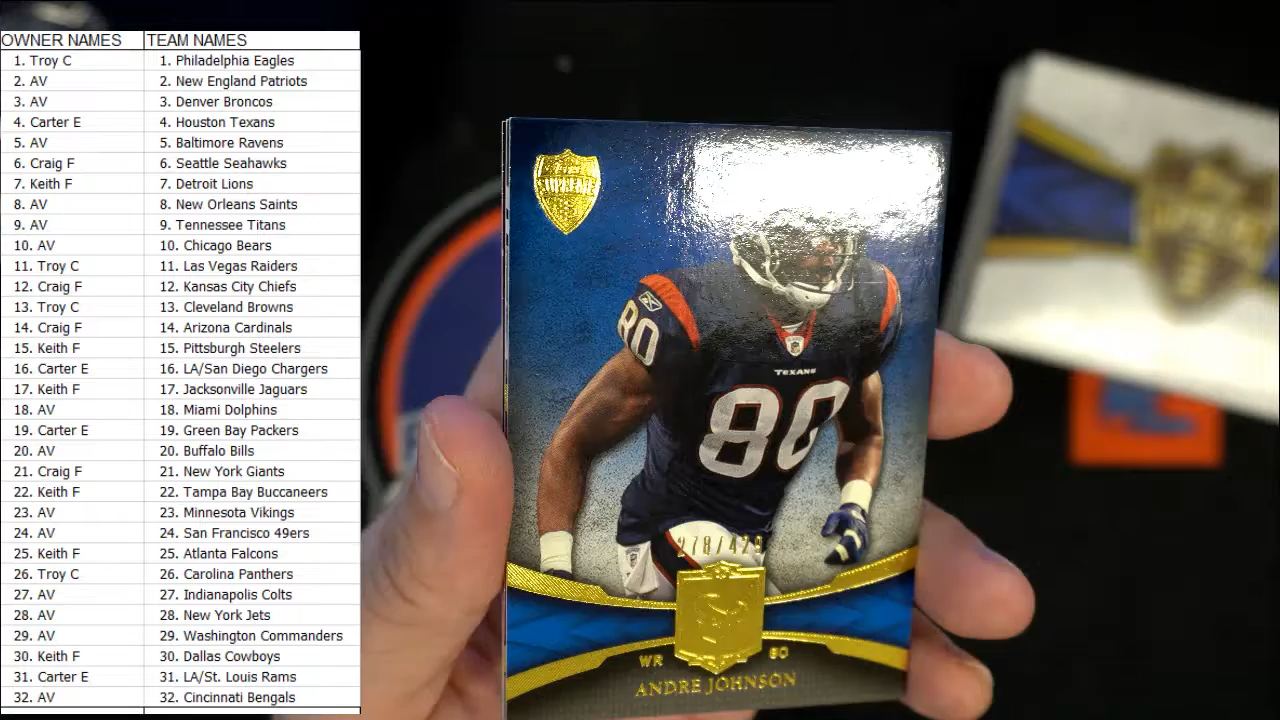 OWNER NAMES TEAM NAMES
1. Troy C 1. Philadelphia Eagles
2. AV 2. New England Patriots
3. AV 3. Denver Broncos
4. Carter E 4. Houston Texans
5. AV 5. Baltimore Ravens
6. Craig F 6. Seattle Seahawks
7. Keith F 7. Detroit Lions
8. AV 8. New Orleans Saints
9. AV 9. Tennessee Titans
10. AV 10. Chicago Bears
11. Troy C 11. Las Vegas Raiders
12. Craig F 12. Kansas City Chiefs
13. Troy C 13. Cleveland Browns
14. Craig F 14. Arizona Cardinals
15. Keith F 15. Pittsburgh Steelers
16. Carter E 16. LA/San Diego Chargers
17. Keith F 17. Jacksonville Jaguars
18. AV 18. Miami Dolphins
19. Carter E 19. Green Bay Packers
20. AV 20. Buffalo Bills
21. Craig F 21. New York Giants
22. Keith F 22. Tampa Bay Buccaneers
23. AV 23. Minnesota Vikings
24. AV 24. San Francisco 49ers
25. Keith F 25. Atlanta Falcons
26. Troy C 26. Carolina Panthers
27. AV 27. Indianapolis Colts
28. AV 28. New York Jets
29. AV 29. Washington Commanders
30. Keith F 30. Dallas Cowboys
31. Carter E 31. LA/St. Louis Rams
32. AV 32. Cincinnati Bengals
SUPREME
80
TEXANS
80
278/429
WR 80
ANDRE JOHNSON